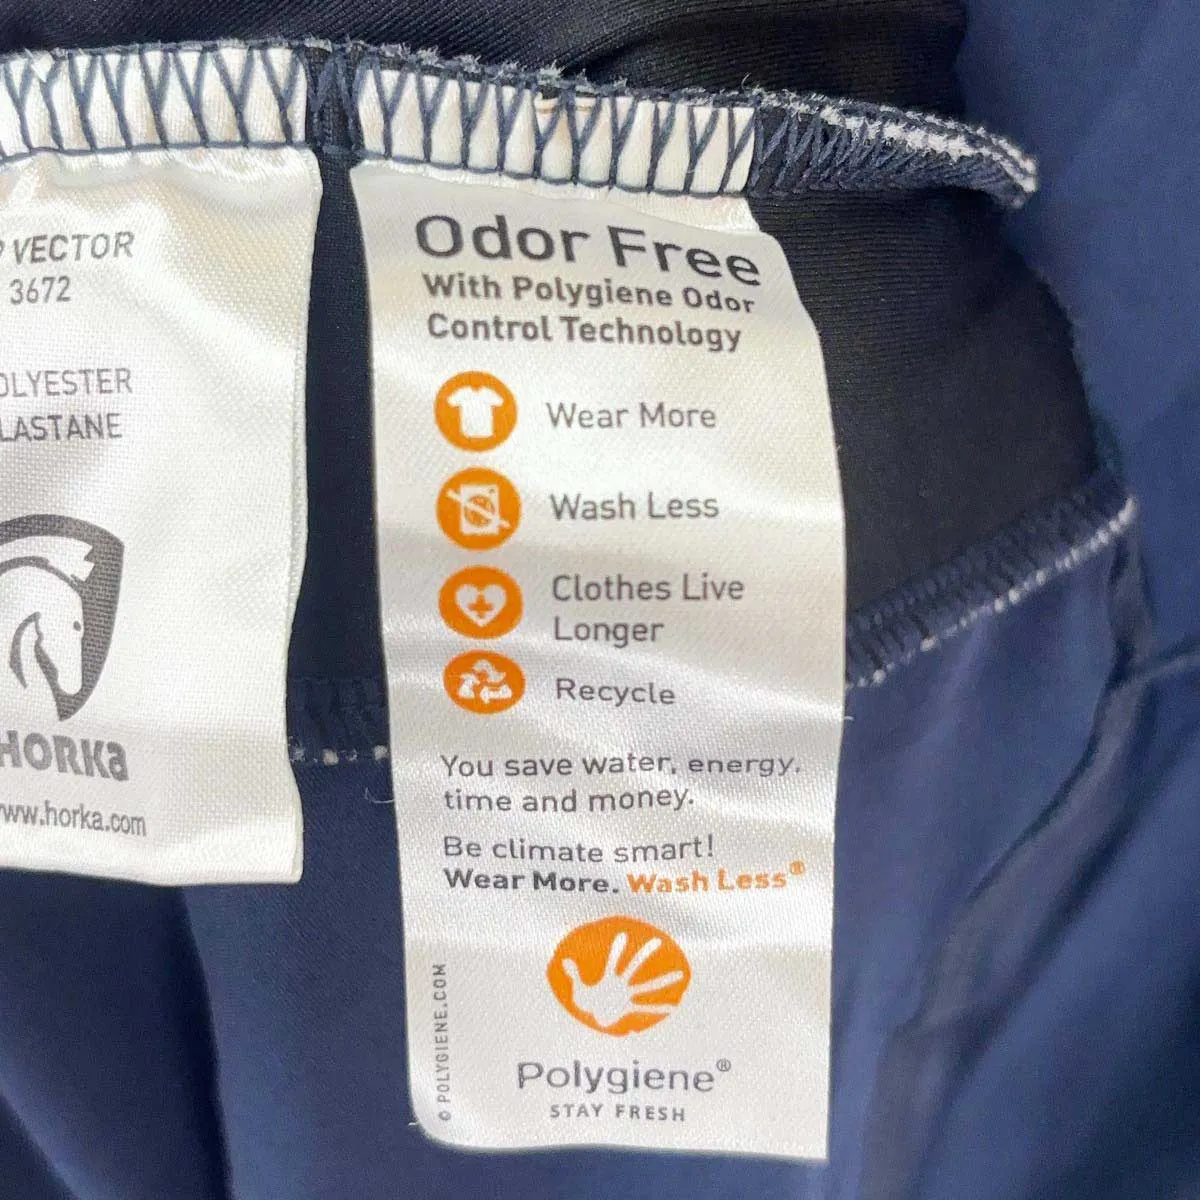 VECTOR
3672
OLYESTER
LASTANE
HORKa
ww.horka.com
Odor Free
With Polygiene Odor
Control Technology
Wear More
Wash Less
Clothes Live
Longer
Recycle
You save water, energy,
time and money.
Be climate smart!
Wear More. Wash Less®
© POLYGIENE.COM
Polygiene®
STAY FRESH